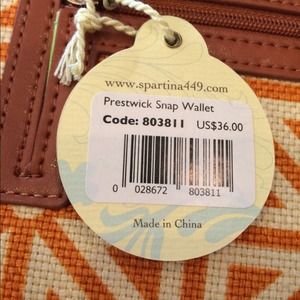 www.spartina449.com
Prestwick Snap Wallet
Code: 803811 US$36.00
0 028672 803811
Made in China